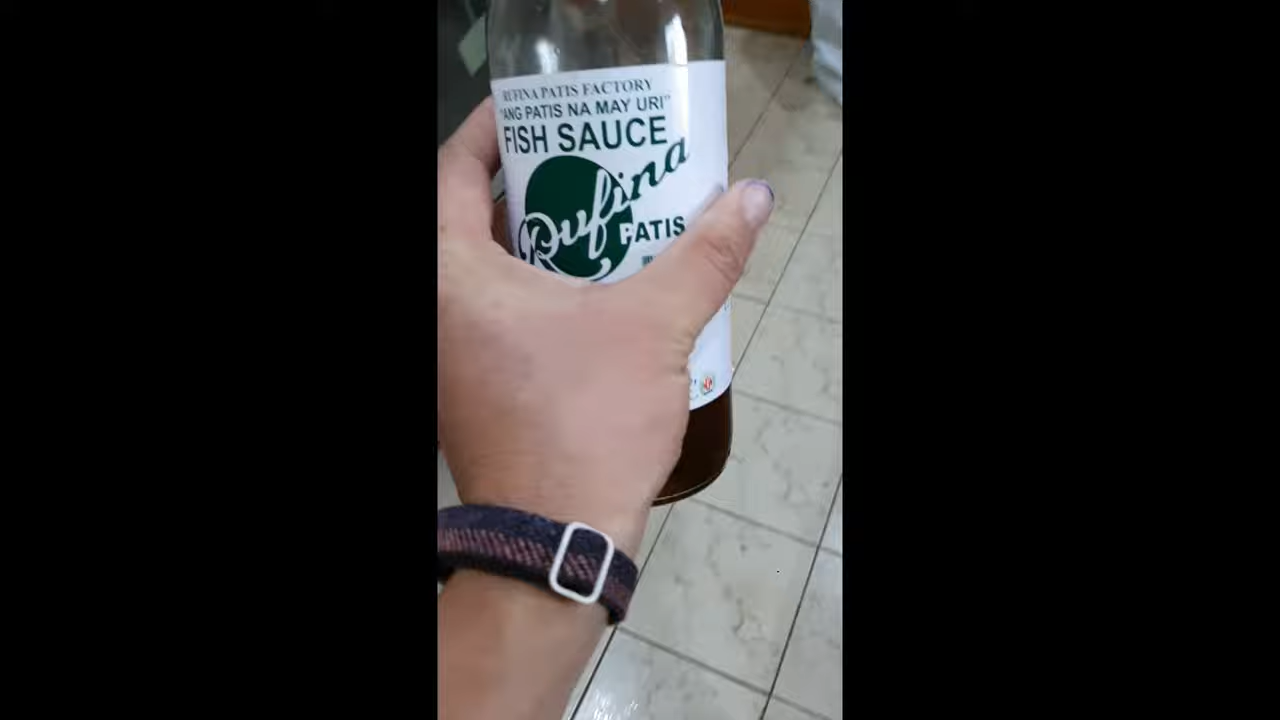 RUFINA PATIS FACTORY
"ANG PATIS NA MAY URI"
FISH SAUCE
Rufina
PATIS